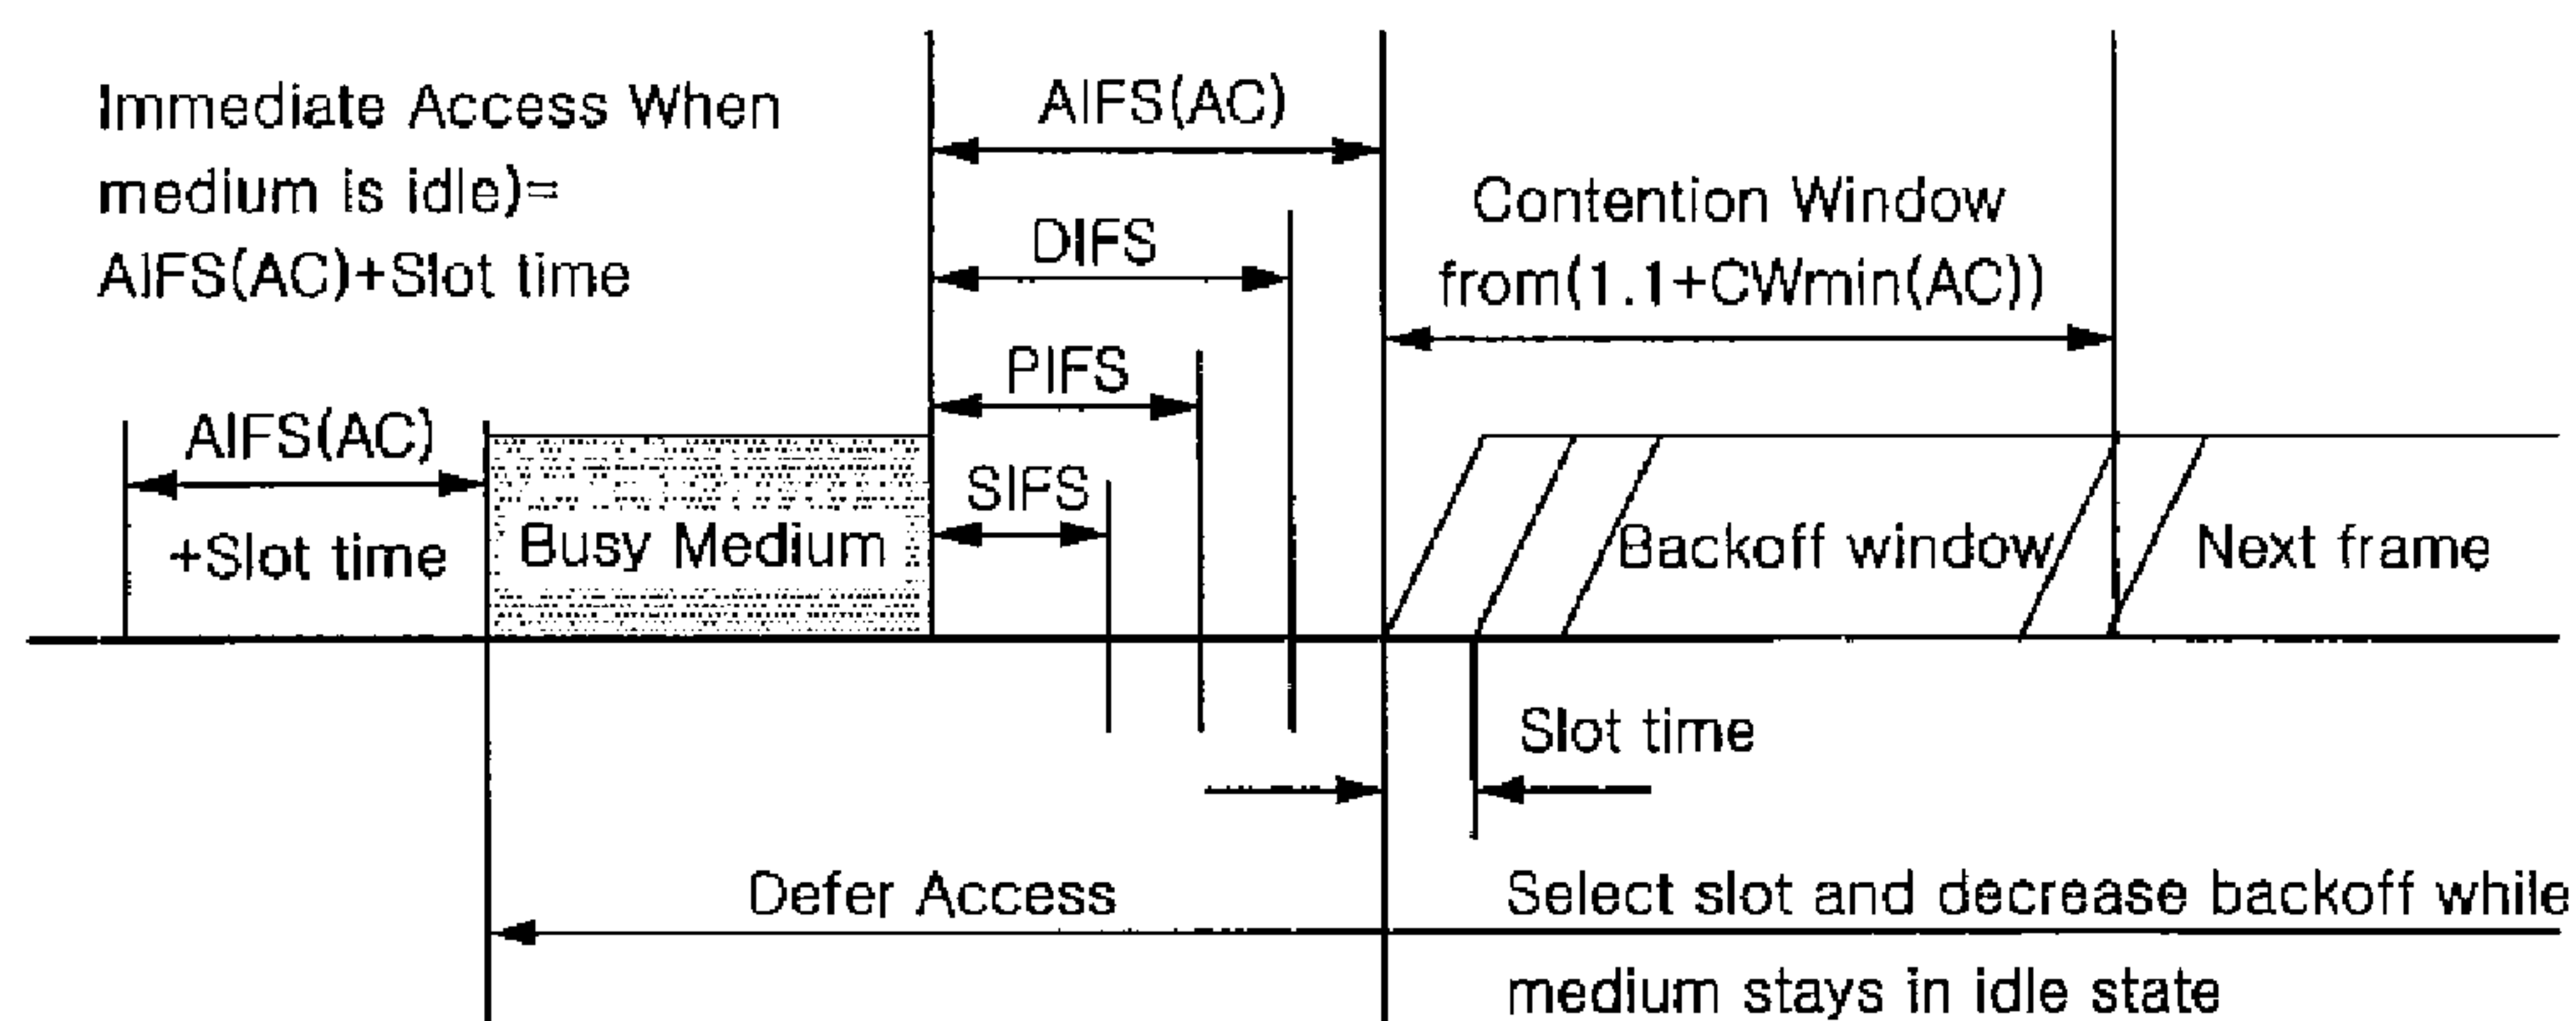 Immediate Access When
medium is idle)=
AIFS(AC)+Slot time
AIFS(AC)
DIFS
PIFS
SIFS
Contention Window
from(1.1+CWmin(AC))
AIFS(AC)
+Slot time
Busy Medium
Backoff window
Next frame
Slot time
Defer Access
Select slot and decrease backoff while
medium stays in idle state